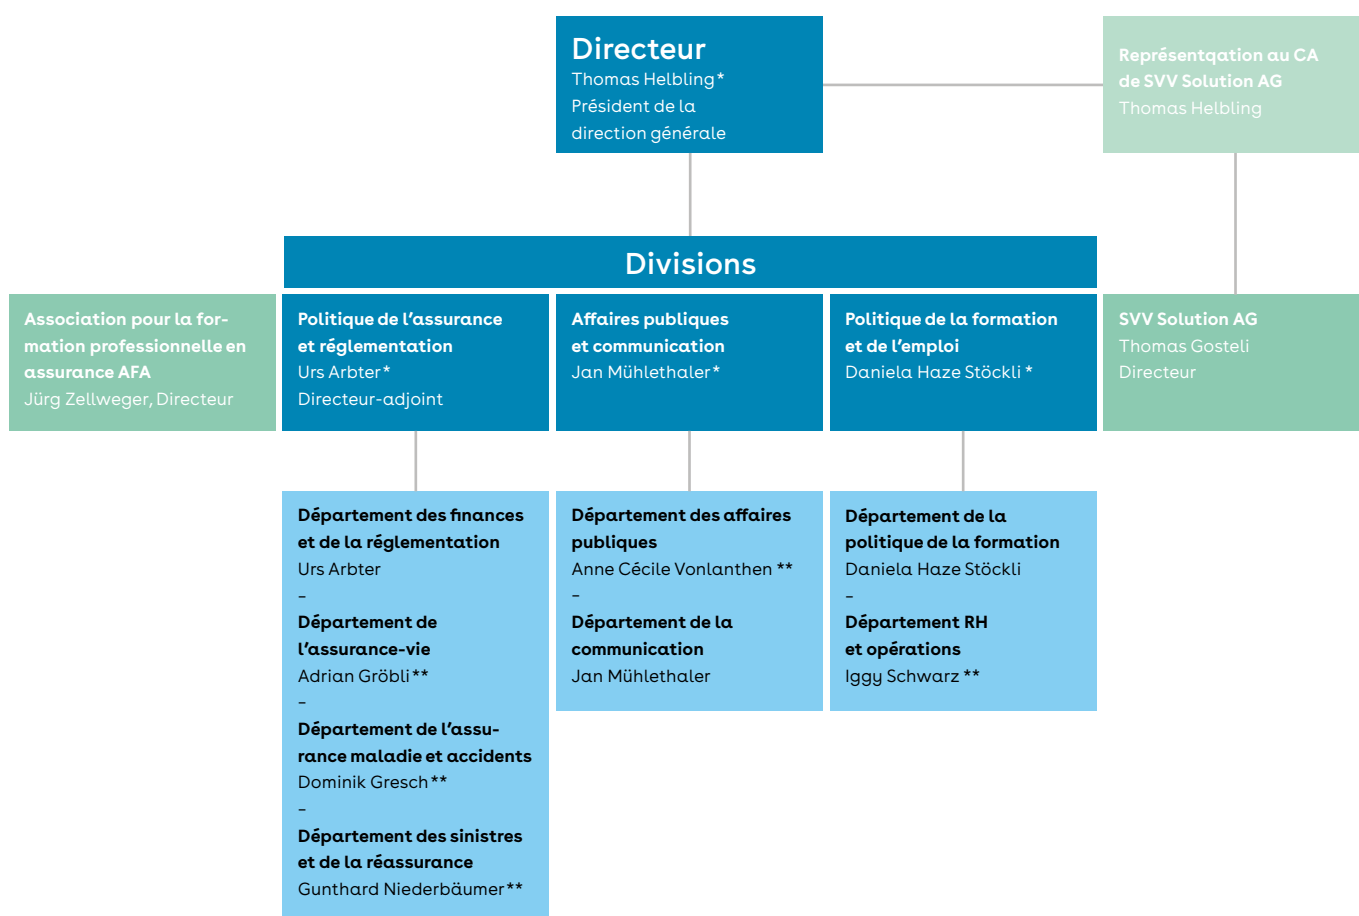 Directeur
Thomas Helbling*
Président de la
direction générale
Représentqation au CA
de SVV Solution AG
Thomas Helbling
Divisions
Association pour la for-
mation professionnelle en
assurance AFA
Jürg Zellweger, Directeur
Politique de l’assurance
et réglementation
Urs Arbter*
Directeur-adjoint
Affaires publiques
et communication
Jan Mühlethaler*
Politique de la formation
et de l’emploi
Daniela Haze Stöckli *
SVV Solution AG
Thomas Gosteli
Directeur
Département des finances
et de la réglementation
Urs Arbter
–
Département de
l’assurance-vie
Adrian Gröbli**
–
Département de l’assu-
rance maladie et accidents
Dominik Gresch**
–
Département des sinistres
et de la réassurance
Gunthard Niederbäumer**
Département des affaires
publiques
Anne Cécile Vonlanthen **
–
Département de la
communication
Jan Mühlethaler
Département de la
politique de la formation
Daniela Haze Stöckli
–
Département RH
et opérations
Iggy Schwarz **